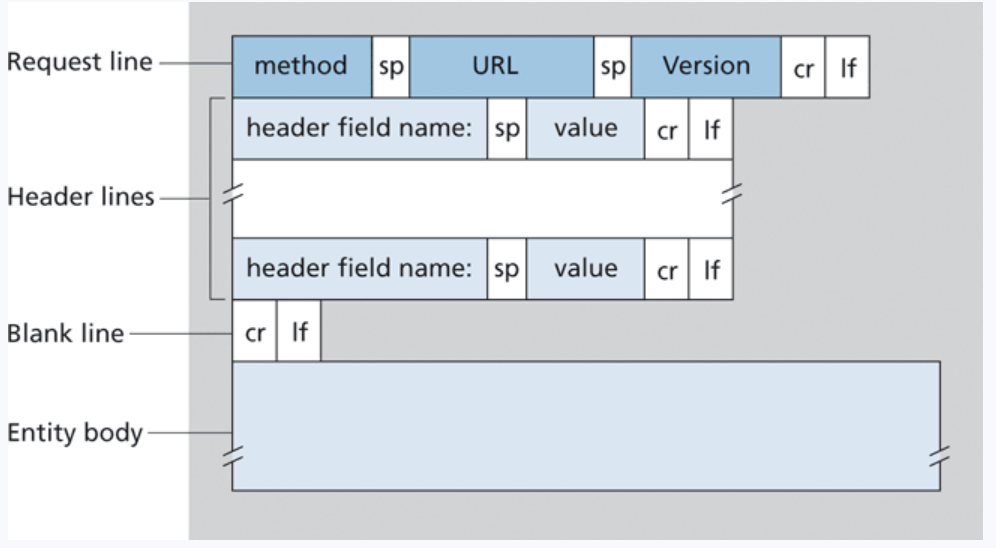 Request line
method sp URL sp Version cr lf
header field name: sp value cr lf
Header lines
header field name: sp value cr lf
Blank line
cr lf
Entity body